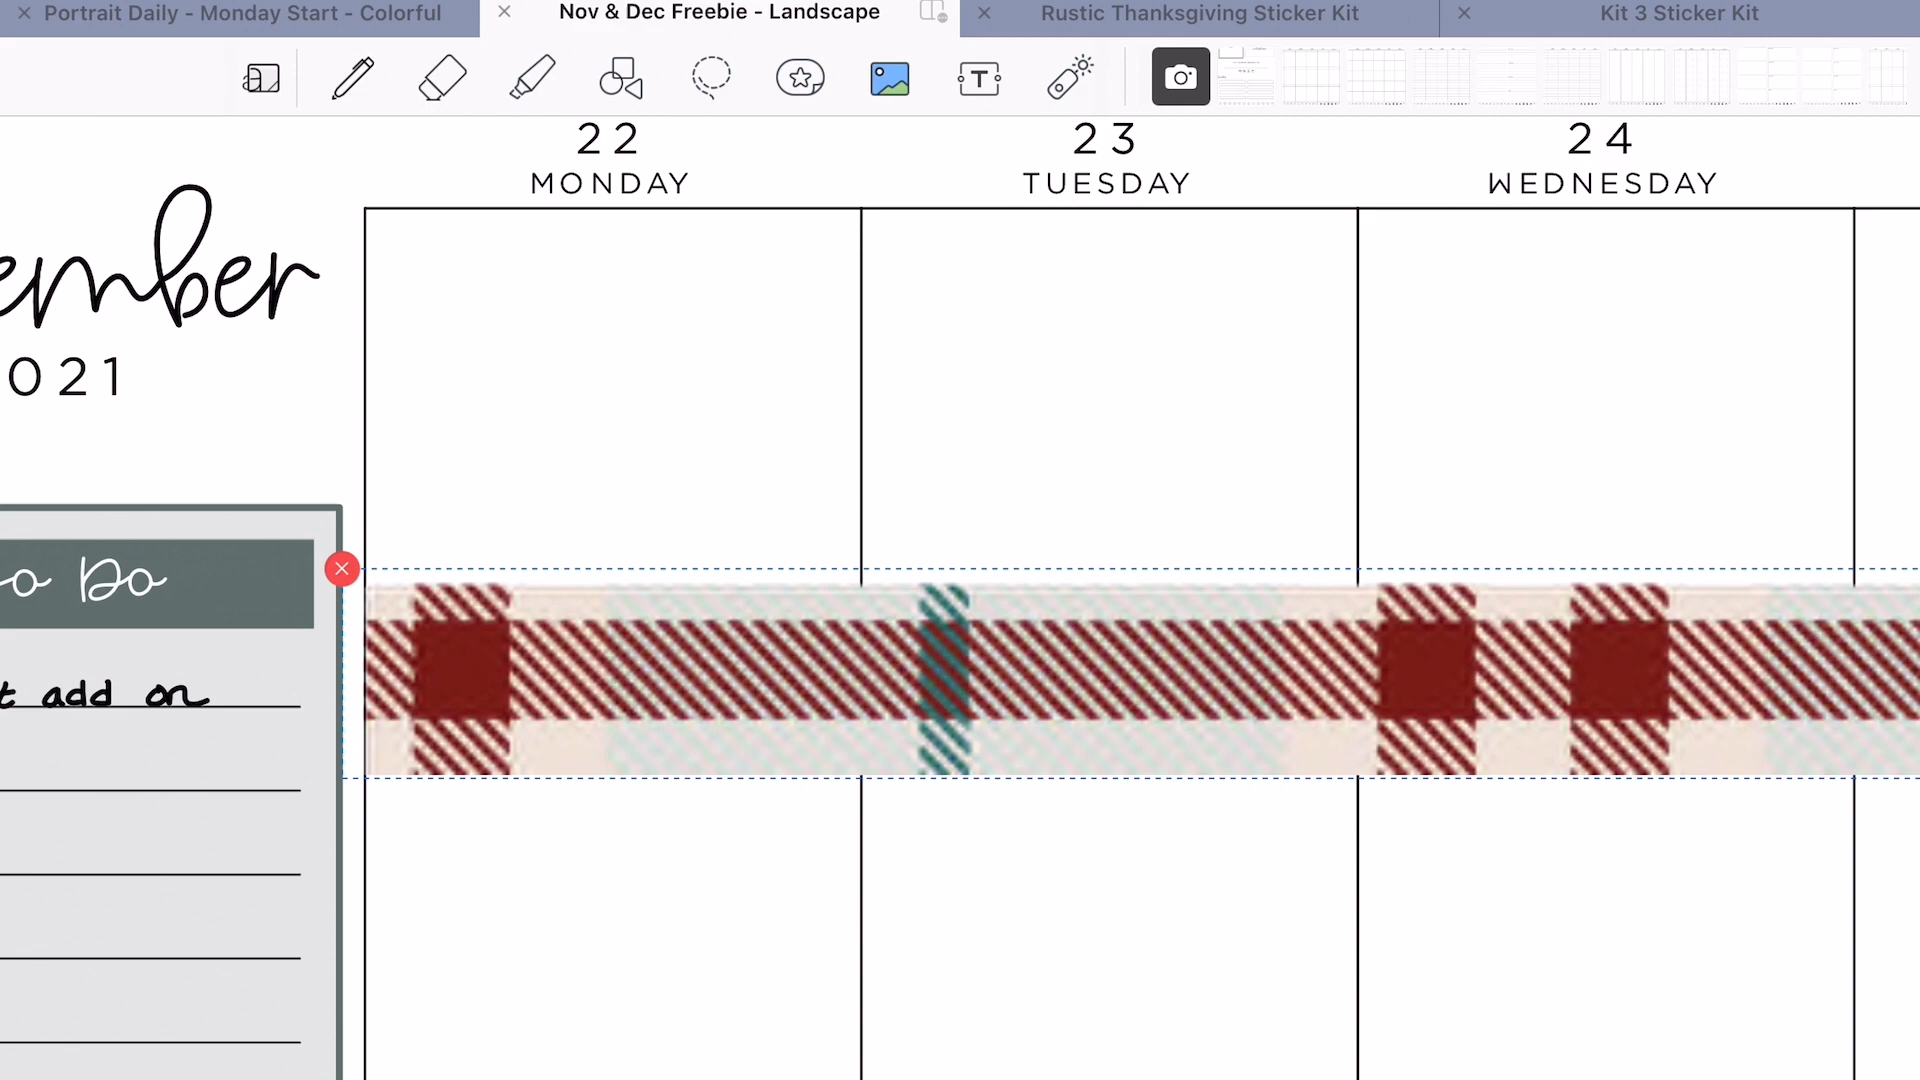 Portrait Daily - Monday Start - Colorful
Nov & Dec Freebie - Landscape
Rustic Thanksgiving Sticker Kit
Kit 3 Sticker Kit
22
MONDAY
23
TUESDAY
24
WEDNESDAY
ember
021
o Do
t add on